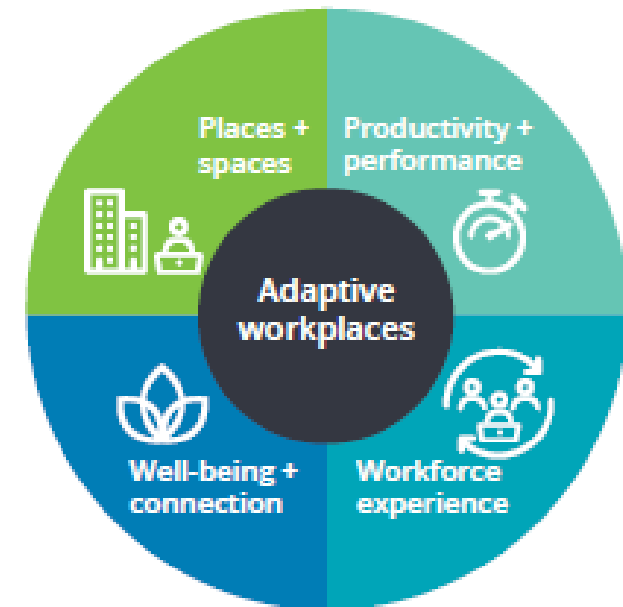 Places +
spaces
Productivity +
performance
Adaptive
workplaces
Well-being +
connection
Workforce
experience